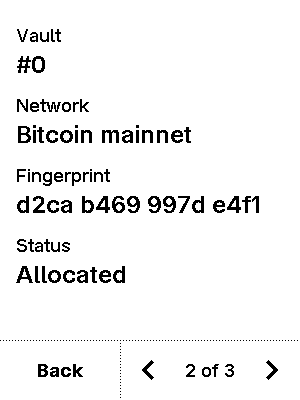 Vault
#0
Network
Bitcoin mainnet
Fingerprint
d2ca b469 997d e4f1
Status
Allocated
Back
2 of 3